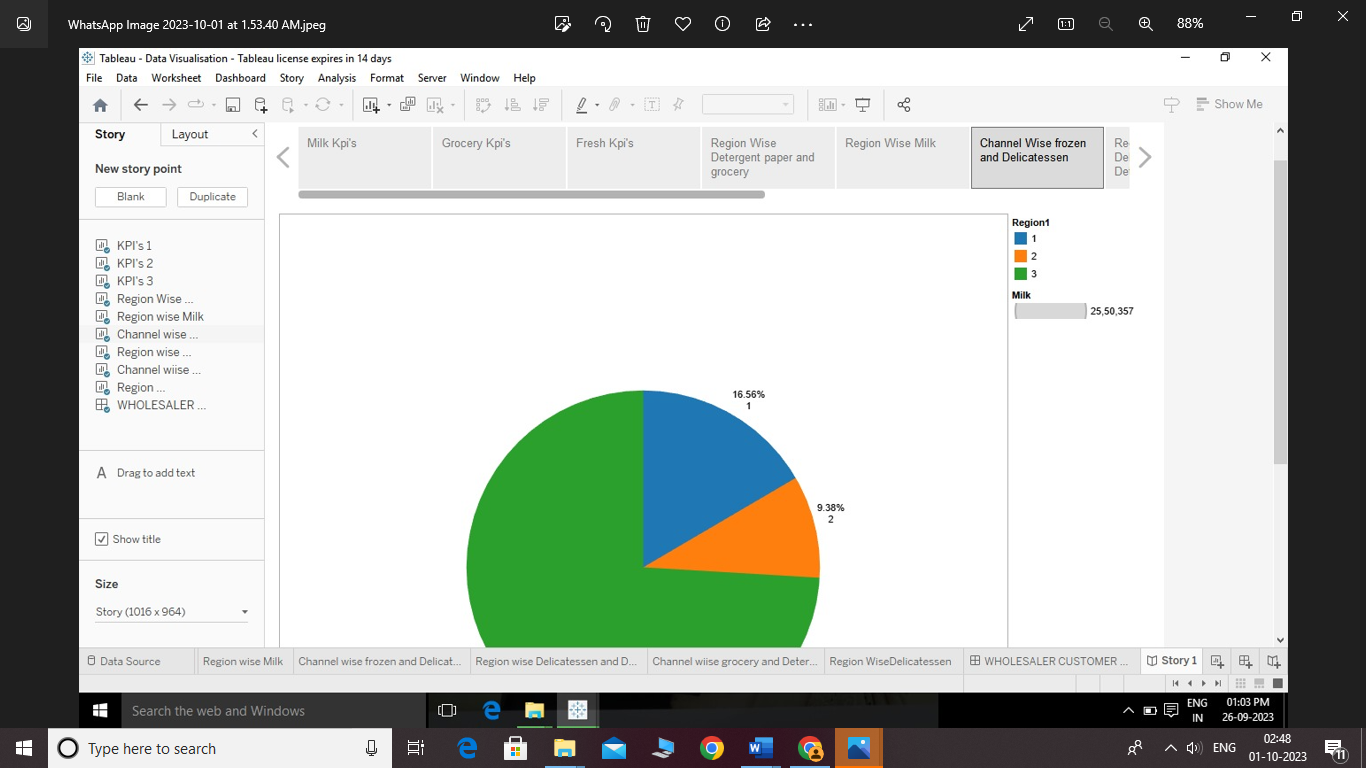 WhatsApp Image 2023-10-01 at 1.53.40 AM.jpeg
88%
Tableau - Data Visualisation - Tableau license expires in 14 days
File Data Worksheet Dashboard Story Analysis Format Server Window Help
Show Me
Story Layout
New story point
Blank Duplicate
KPI's 1
KPI's 2
KPI's 3
Region Wise ...
Region wise Milk
Channel wise ...
Region wise ...
Channel wiise ...
Region ...
WHOLESALER ...
A Drag to add text
Show title
Size
Story (1016 x 964)
Milk Kpi's
Grocery Kpi's
Fresh Kpi's
Region Wise
Detergent paper and
grocery
Region Wise Milk
Channel Wise frozen
and Delicatessen
Re
De
De
Region1
1
2
3
Milk
25,50,357
16.56%
1
9.38%
2
Data Source Region wise Milk Channel wise frozen and Delicat... Region wise Delicatessen and D... Channel wiise grocery and Deter... Region WiseDelicatessen WHOLESALER CUSTOMER ... Story 1
Search the web and Windows
ENG
IN
01:03 PM
26-09-2023
Type here to search
ENG
02:48
01-10-2023
11